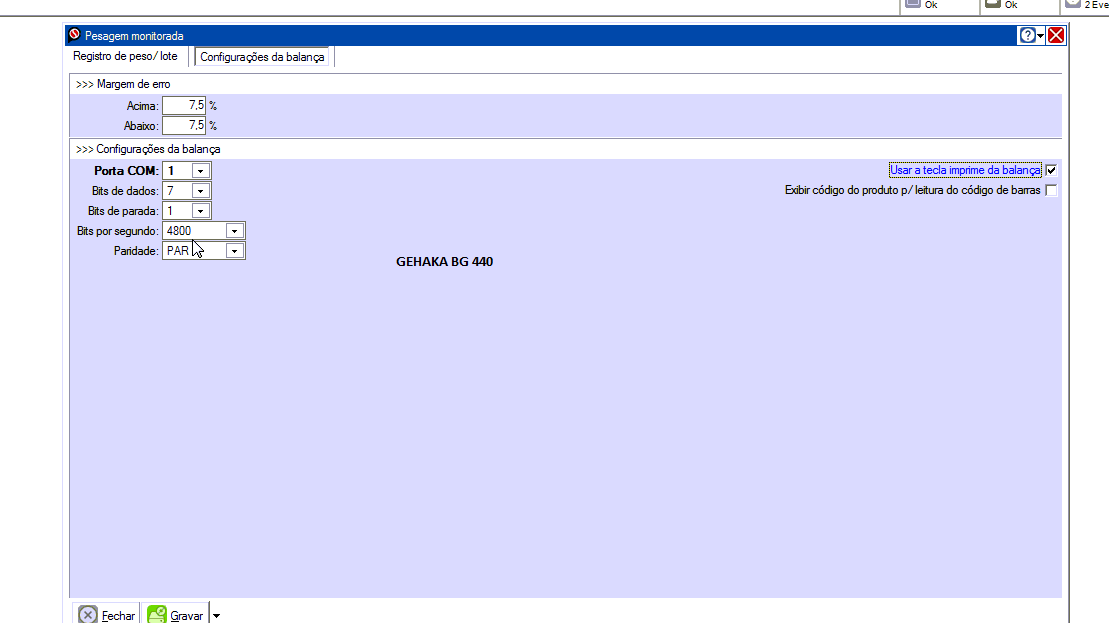 Ok
Ok
2 Eve
Pesagem monitorada
Registro de peso/ lote
Configurações da balança
>>> Margem de erro
Acima: 7,5 %
Abaixo: 7,5 %
>>> Configurações da balança
Porta COM: 1
Usar a tecla imprime da balança
Bits de dados: 7
Exibir código do produto p/ leitura do código de barras
Bits de parada: 1
Bits por segundo: 4800
Paridade: PAR
GEHAKA BG 440
Fechar
Gravar